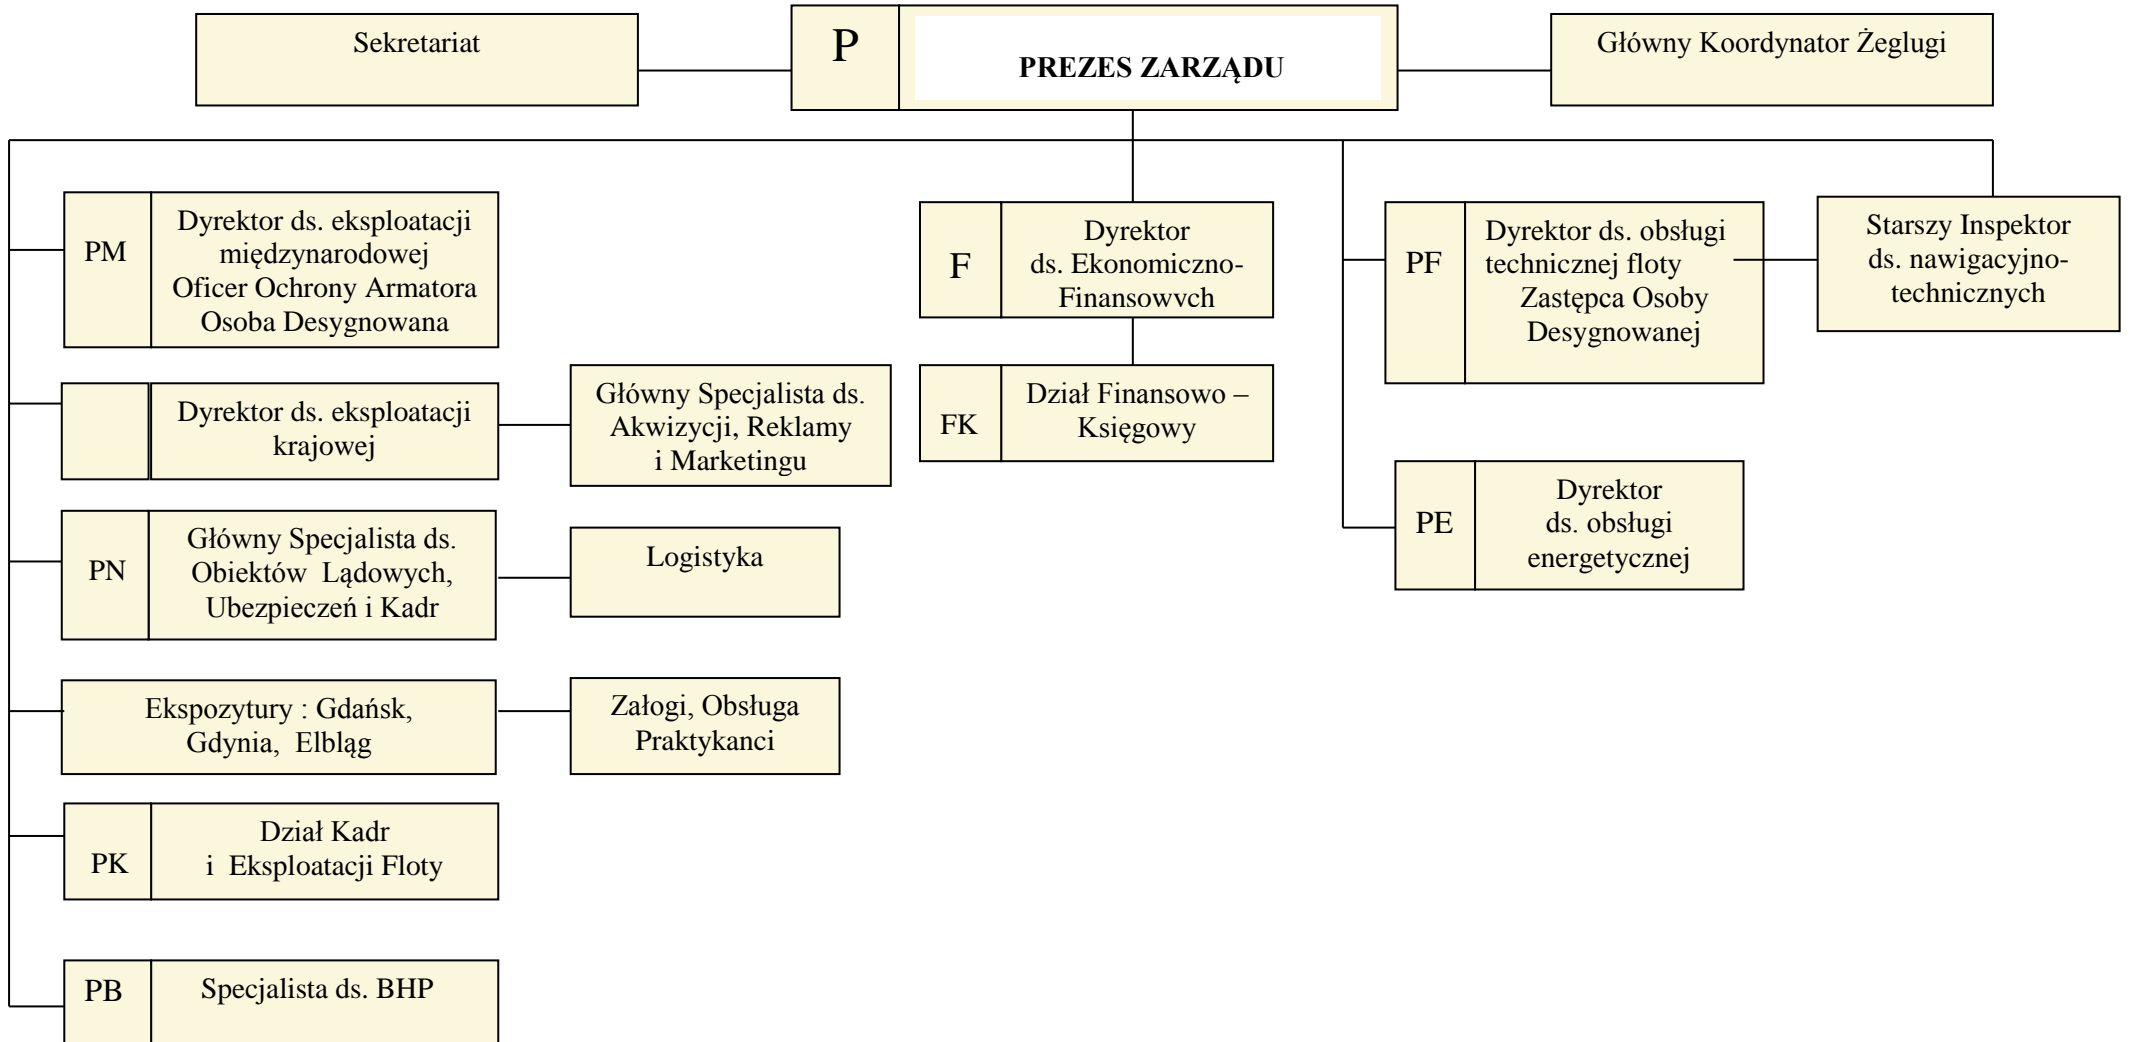 Sekretariat
P
PREZES ZARZĄDU
Główny Koordynator Żeglugi
PM
Dyrektor ds. eksploatacji
międzynarodowej
Oficer Ochrony Armatora
Osoba Desygnowana
F
Dyrektor
ds. Ekonomiczno-
Finansowych
PF
Dyrektor ds. obsługi
technicznej floty
Zastępca Osoby
Desygnowanej
Starszy Inspektor
ds. nawigacyjno-
technicznych
Dyrektor ds. eksploatacji
krajowej
Główny Specjalista ds.
Akwizycji, Reklamy
i Marketingu
FK
Dział Finansowo –
Księgowy
PE
Dyrektor
ds. obsługi
energetycznej
PN
Główny Specjalista ds.
Obiektów Lądowych,
Ubezpieczeń i Kadr
Logistyka
Ekspozytury : Gdańsk,
Gdynia, Elbląg
Załogi, Obsługa
Praktykanci
PK
Dział Kadr
i Eksploatacji Floty
PB
Specjalista ds. BHP